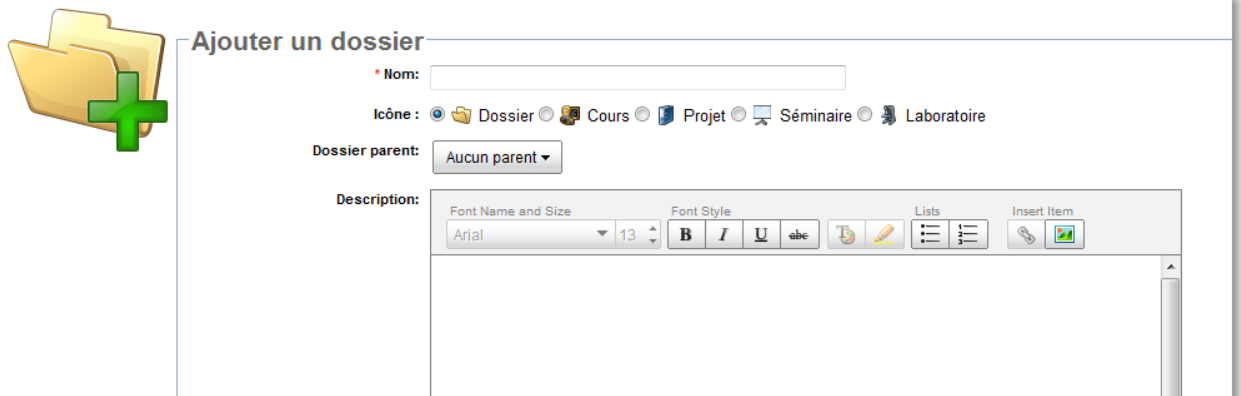 Ajouter un dossier
* Nom:
Icône : Dossier Cours Projet Séminaire Laboratoire
Dossier parent: Aucun parent
Description:
Font Name and Size Font Style Lists Insert Item
Arial 13 B I U abc